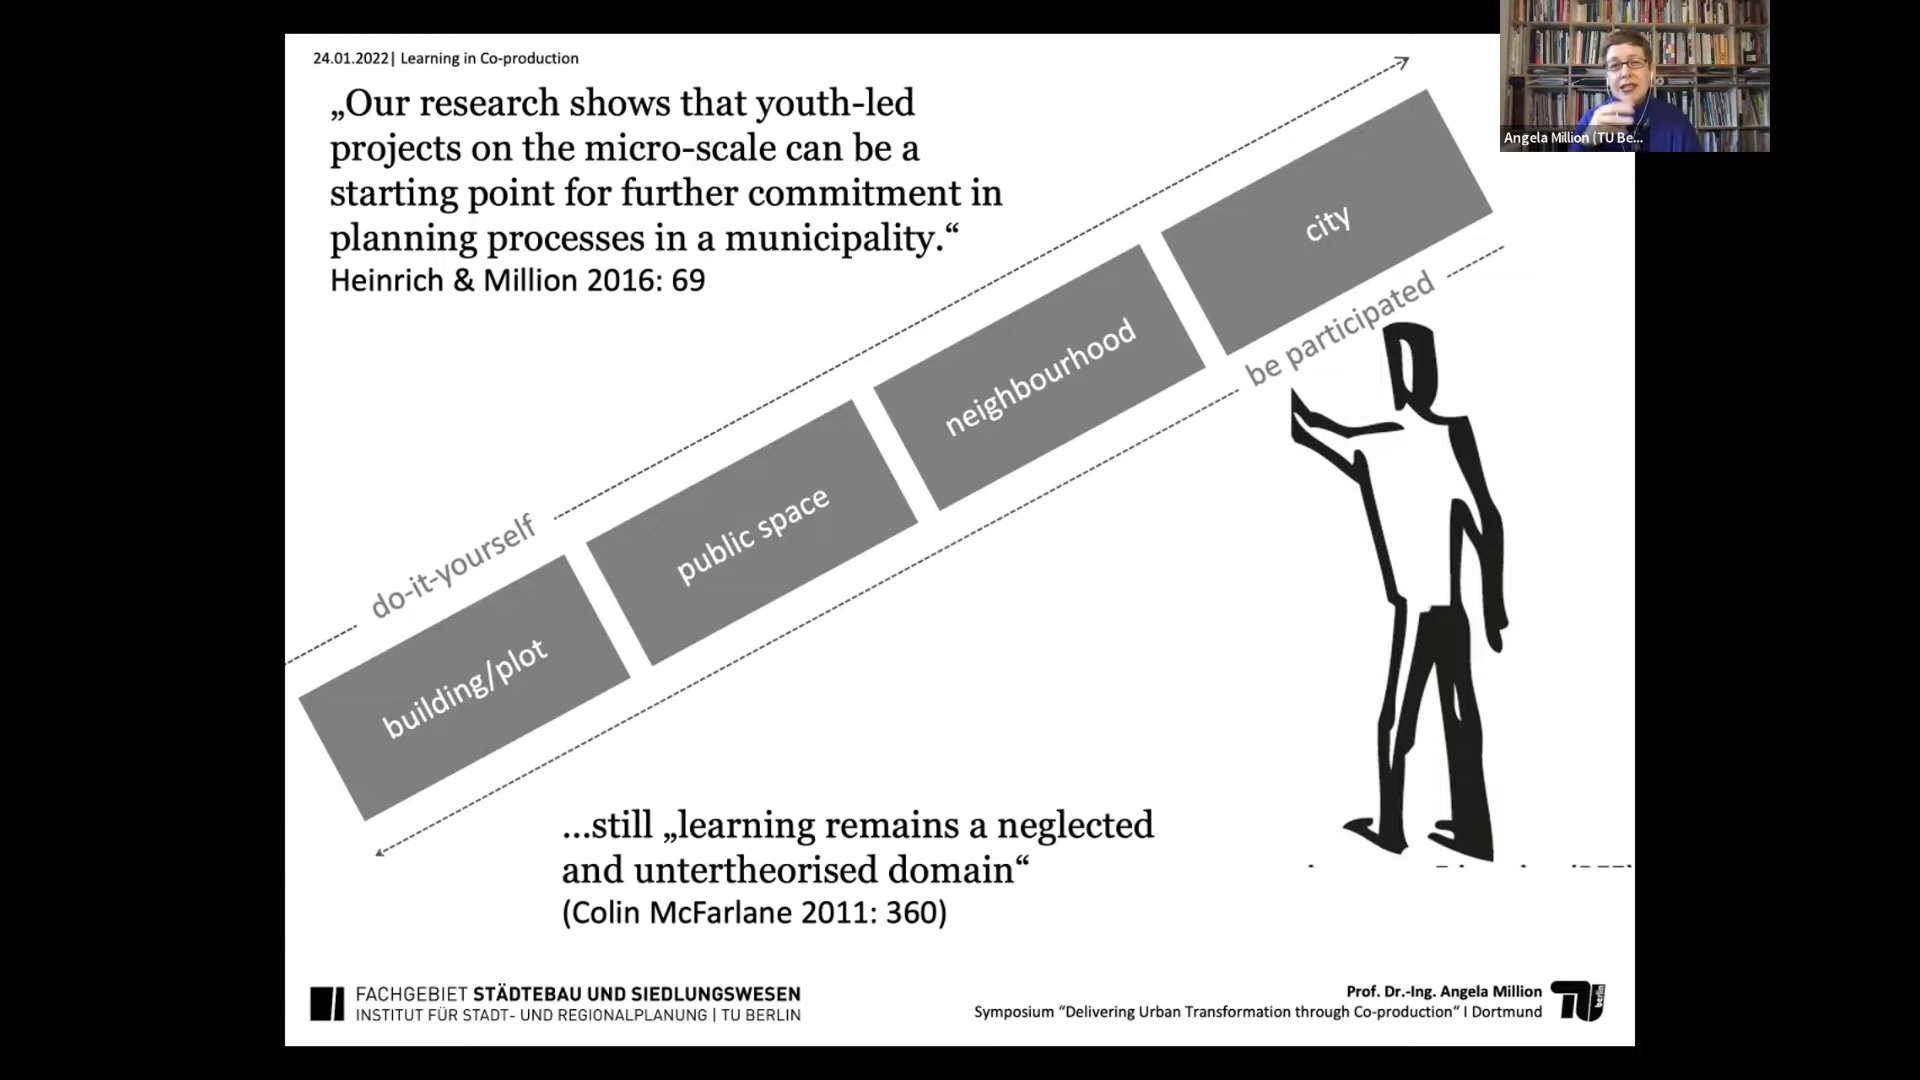 24.01.2022| Learning in Co-production
„Our research shows that youth-led
projects on the micro-scale can be a
starting point for further commitment in
planning processes in a municipality.“
Heinrich & Million 2016: 69
Angela Million (TU Be...
city
be participated
neighbourhood
public space
do-it-yourself
building/plot
...still „learning remains a neglected
and untertheorised domain“
(Colin McFarlane 2011: 360)
FACHGEBIET STÄDTEBAU UND SIEDLUNGSWESEN
INSTITUT FÜR STADT- UND REGIONALPLANUNG | TU BERLIN
Prof. Dr.-Ing. Angela Million
Symposium “Delivering Urban Transformation through Co-production“ I Dortmund
TU berlin